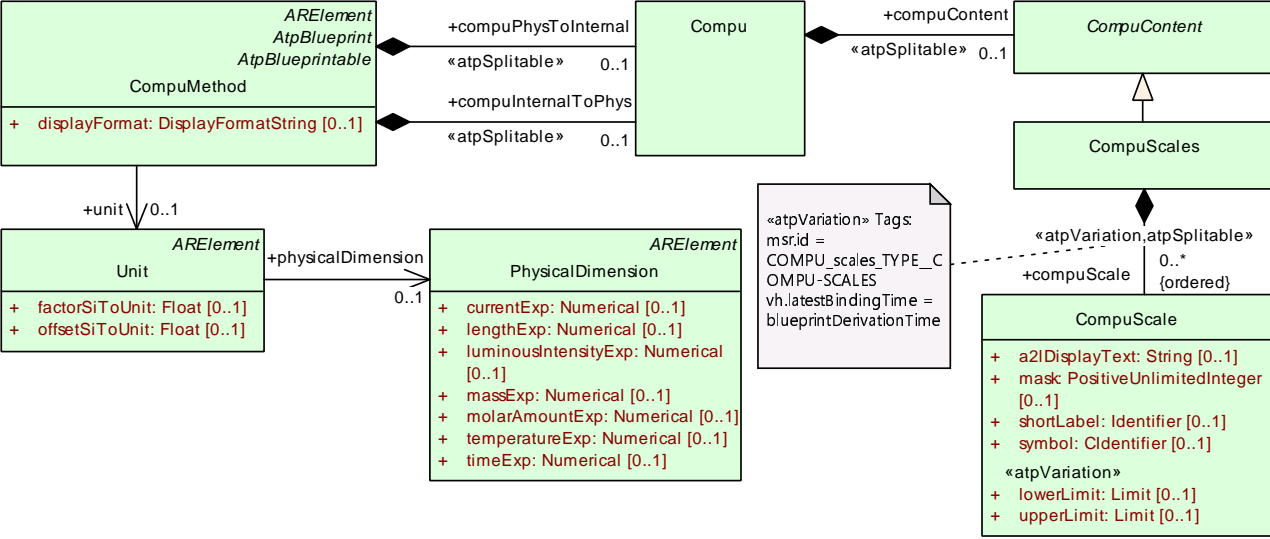 ARElement
AtpBlueprint
AtpBlueprintable
CompuMethod
+ displayFormat: DisplayFormatString [0..1]
+compuPhysToInternal
«atpSplitable» 0..1
+compuInternalToPhys
«atpSplitable» 0..1
Compu
+compuContent
«atpSplitable» 0..1
CompuContent
CompuScales
+unit 0..1
ARElement
Unit
+ factorSiToUnit: Float [0..1]
+ offsetSiToUnit: Float [0..1]
+physicalDimension
0..1
ARElement
PhysicalDimension
+ currentExp: Numerical [0..1]
+ lengthExp: Numerical [0..1]
+ luminousIntensityExp: Numerical
[0..1]
+ massExp: Numerical [0..1]
+ molarAmountExp: Numerical [0..1]
+ temperatureExp: Numerical [0..1]
+ timeExp: Numerical [0..1]
«atpVariation» Tags:
msr.id =
COMPU_scales_TYPE__C
OMPU-SCALES
vh.latestBindingTime =
blueprintDerivationTime
«atpVariation,atpSplitable»
0..*
+compuScale
{ordered}
CompuScale
+ a2lDisplayText: String [0..1]
+ mask: PositiveUnlimitedInteger
[0..1]
+ shortLabel: Identifier [0..1]
+ symbol: CIdentifier [0..1]
«atpVariation»
+ lowerLimit: Limit [0..1]
+ upperLimit: Limit [0..1]